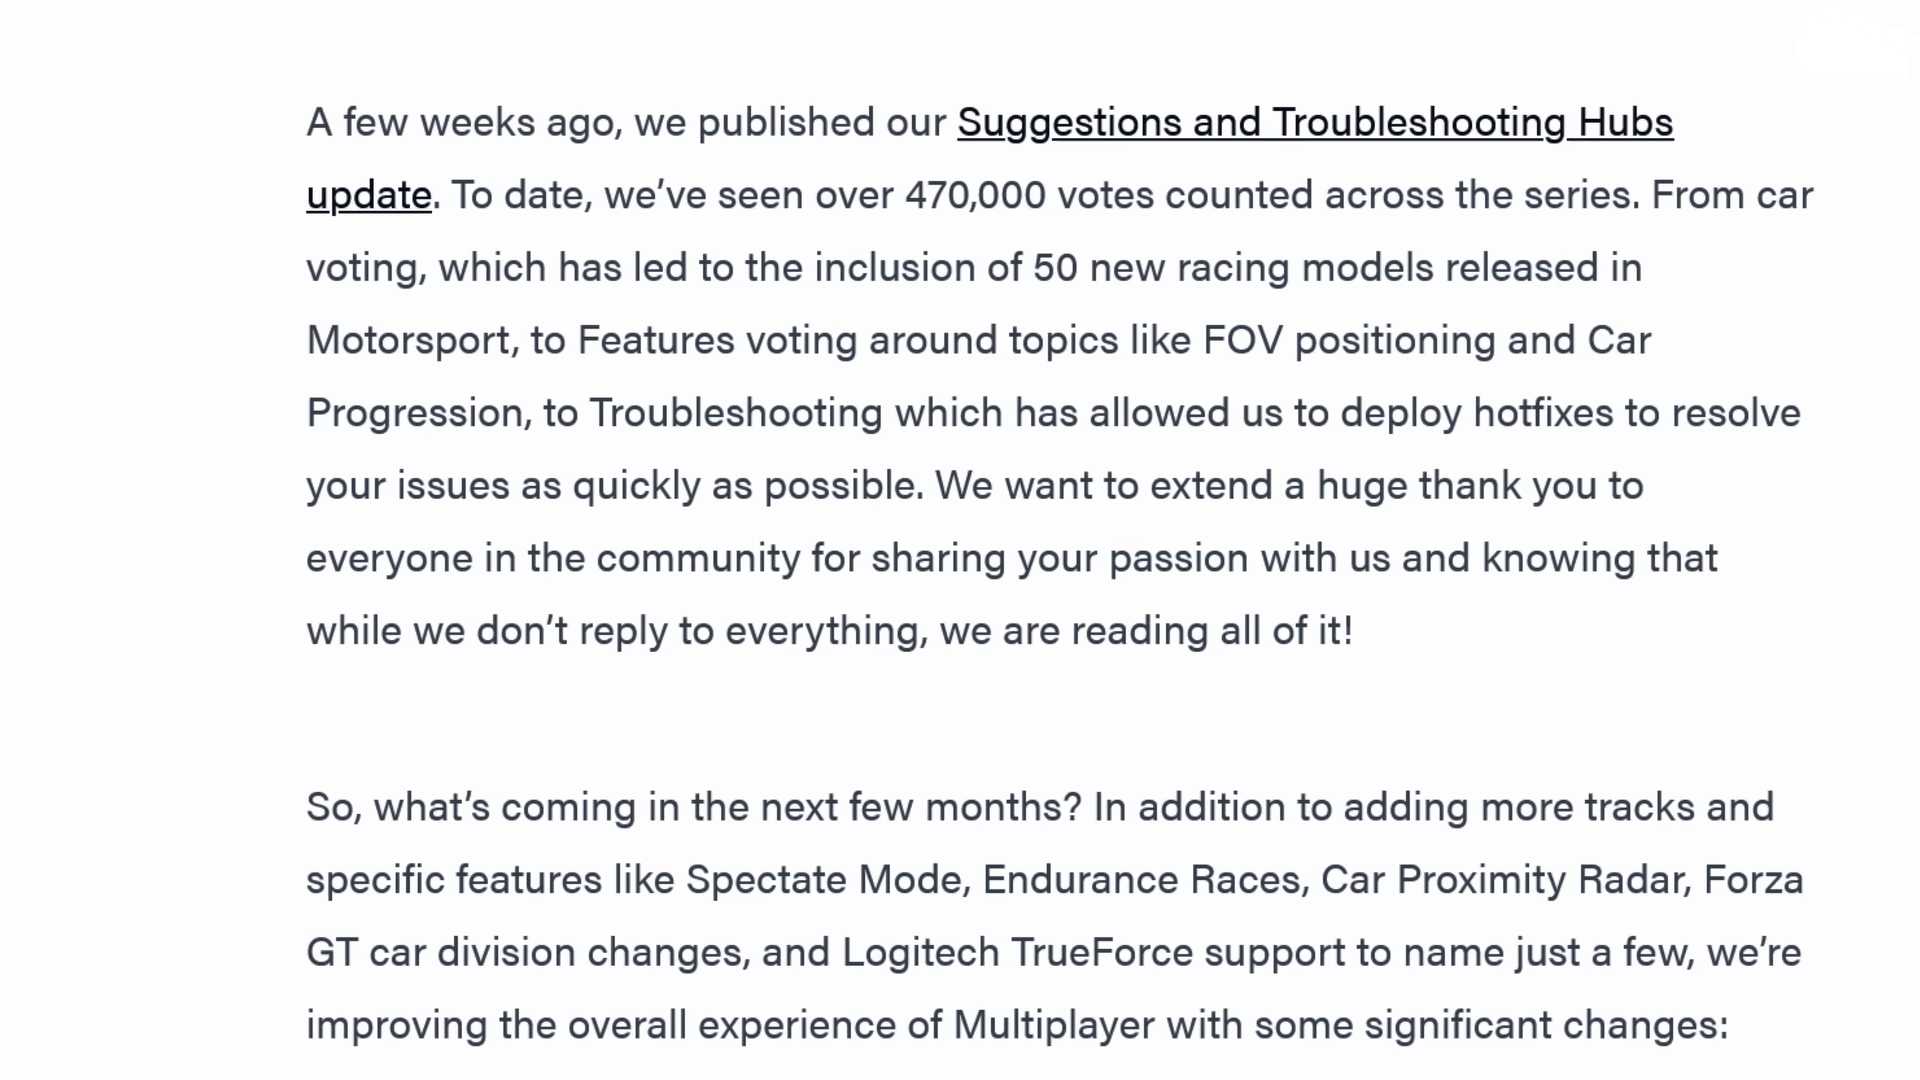 A few weeks ago, we published our Suggestions and Troubleshooting Hubs
update. To date, we’ve seen over 470,000 votes counted across the series. From car
voting, which has led to the inclusion of 50 new racing models released in
Motorsport, to Features voting around topics like FOV positioning and Car
Progression, to Troubleshooting which has allowed us to deploy hotfixes to resolve
your issues as quickly as possible. We want to extend a huge thank you to
everyone in the community for sharing your passion with us and knowing that
while we don’t reply to everything, we are reading all of it!
So, what’s coming in the next few months? In addition to adding more tracks and
specific features like Spectate Mode, Endurance Races, Car Proximity Radar, Forza
GT car division changes, and Logitech TrueForce support to name just a few, we’re
improving the overall experience of Multiplayer with some significant changes: